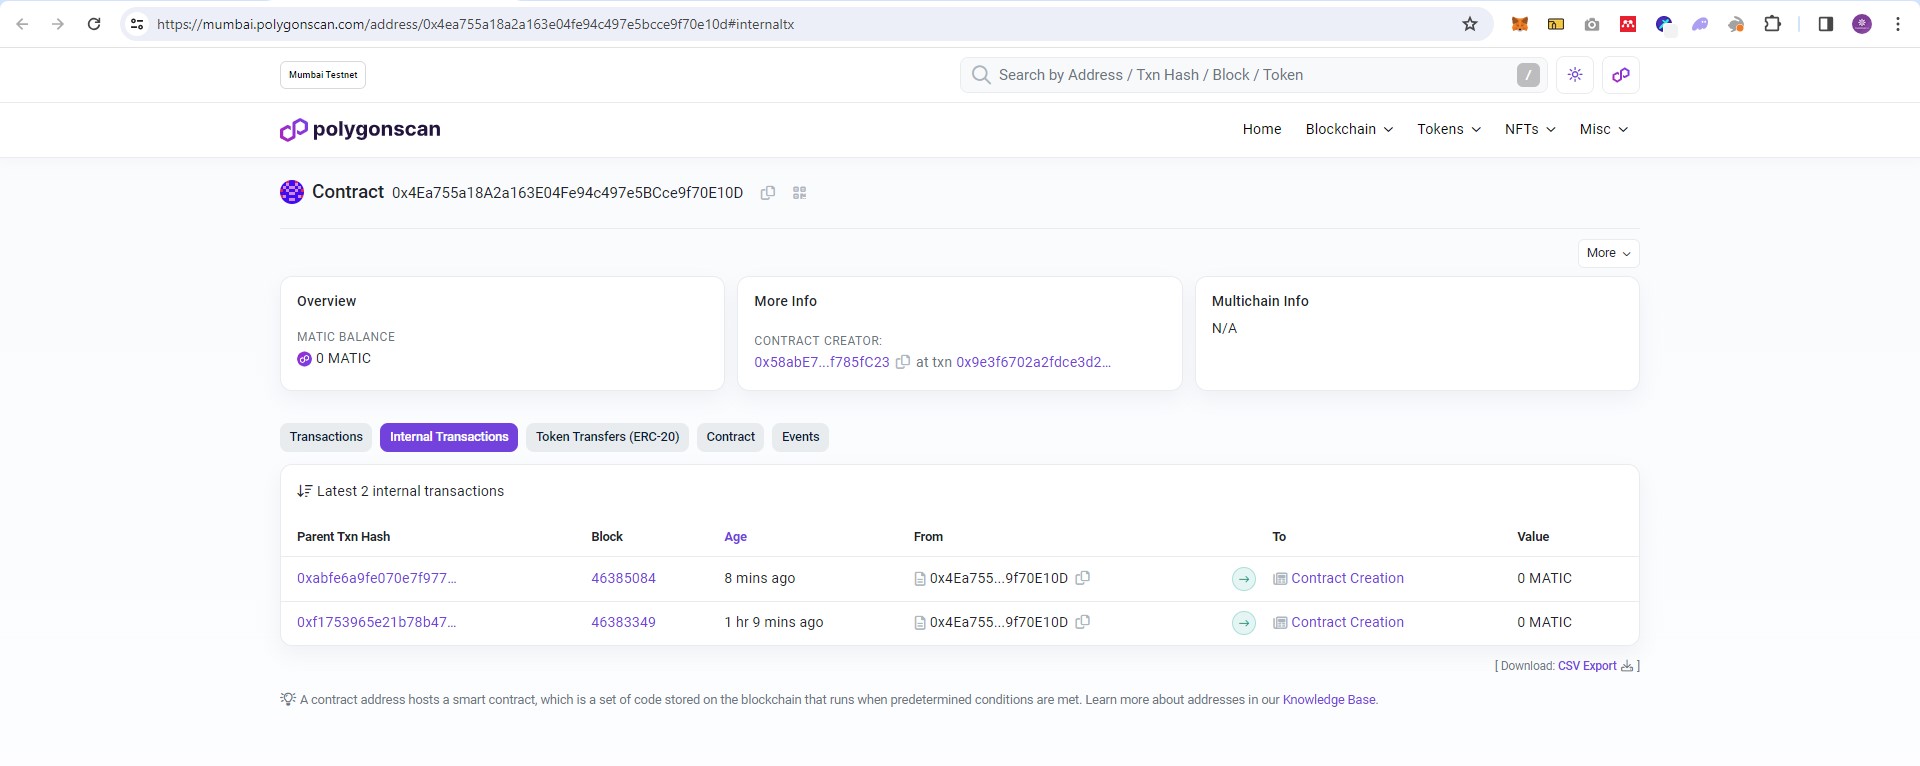 https://mumbai.polygonscan.com/address/0x4ea755a18a2a163e04fe94c497e5bcce9f70e10d#internaltx
Mumbai Testnet
Search by Address / Txn Hash / Block / Token
/
polygonscan
Home Blockchain Tokens NFTs Misc
Contract 0x4Ea755a18A2a163E04Fe94c497e5BCce9f70E10D
More
Overview
MATIC BALANCE
0 MATIC
More Info
CONTRACT CREATOR:
0x58abE7...f785fC23 at txn 0x9e3f6702a2fdce3d2...
Multichain Info
N/A
Transactions Internal Transactions Token Transfers (ERC-20) Contract Events
Latest 2 internal transactions
Parent Txn Hash Block Age From To Value
0xabfe6a9fe070e7f977... 46385084 8 mins ago 0x4Ea755...9f70E10D Contract Creation 0 MATIC
0xf1753965e21b78b47... 46383349 1 hr 9 mins ago 0x4Ea755...9f70E10D Contract Creation 0 MATIC
[ Download: CSV Export ]
A contract address hosts a smart contract, which is a set of code stored on the blockchain that runs when predetermined conditions are met. Learn more about addresses in our Knowledge Base.